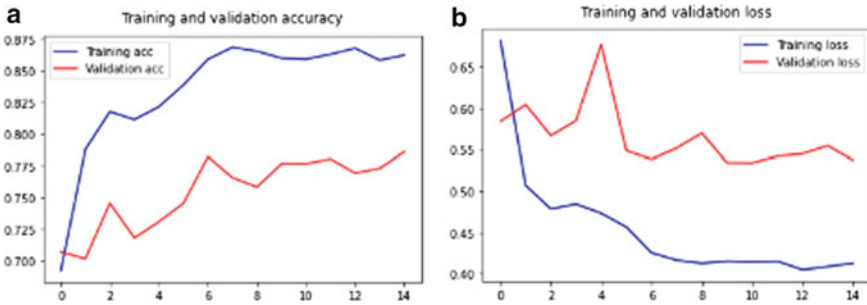 a
Training and validation accuracy
Training acc
Validation acc
0.875
0.850
0.825
0.800
0.775
0.750
0.725
0.700
0 2 4 6 8 10 12 14
b
Training and validation loss
Training loss
Validation loss
0.65
0.60
0.55
0.50
0.45
0.40
0 2 4 6 8 10 12 14